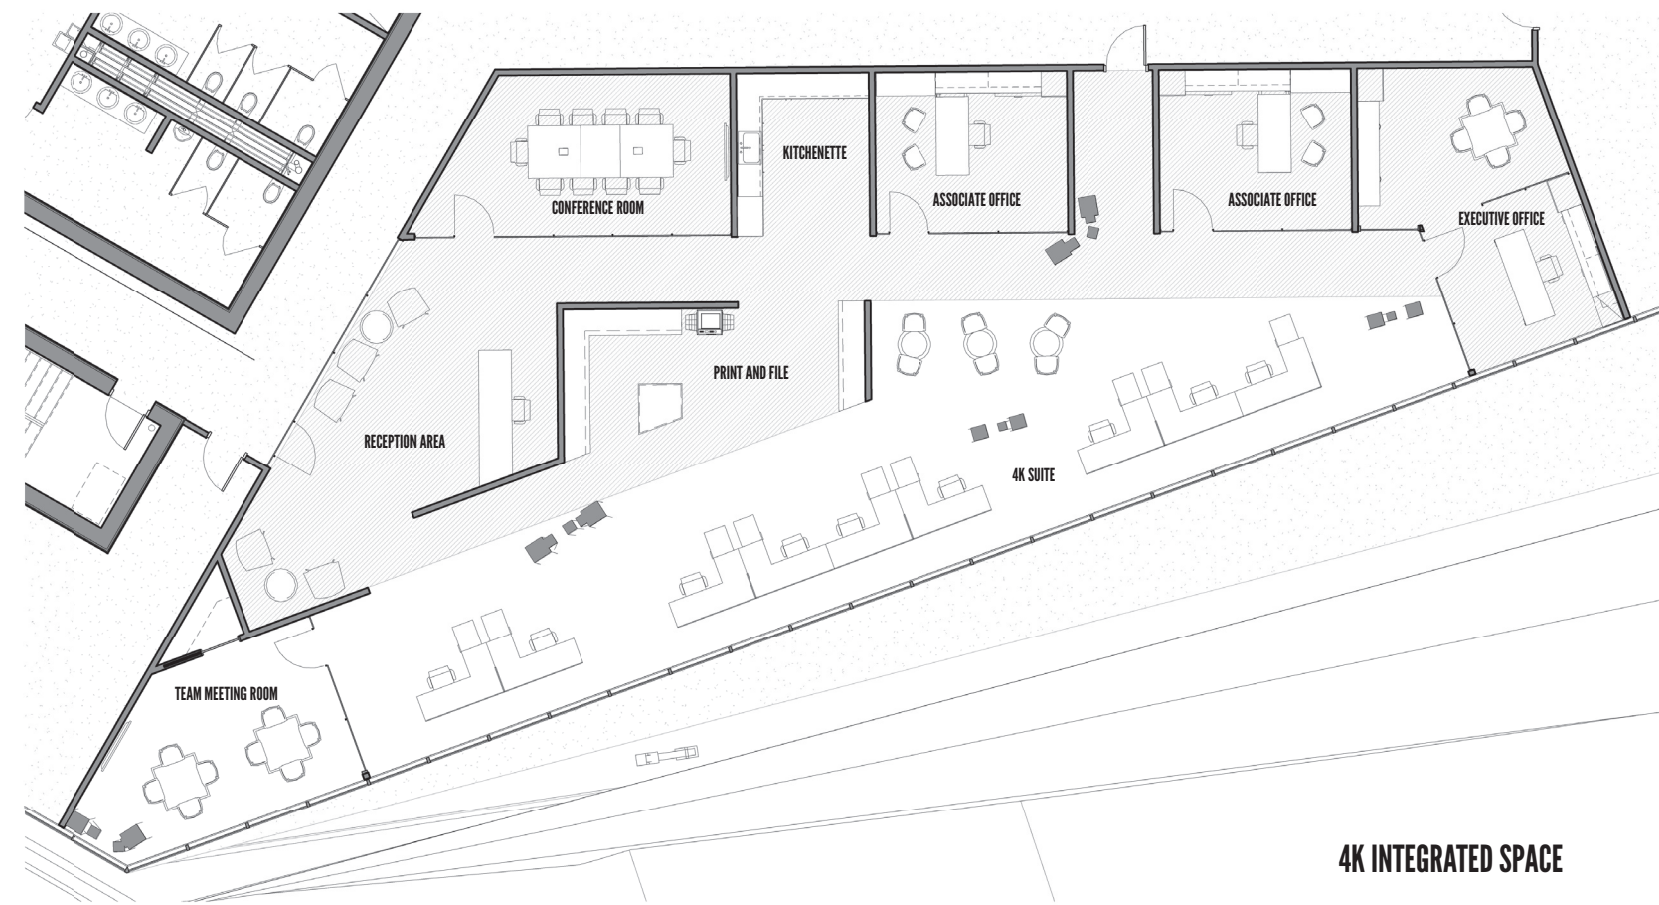 CONFERENCE ROOM
KITCHENETTE
ASSOCIATE OFFICE
ASSOCIATE OFFICE
EXECUTIVE OFFICE
PRINT AND FILE
RECEPTION AREA
4K SUITE
TEAM MEETING ROOM
4K INTEGRATED SPACE